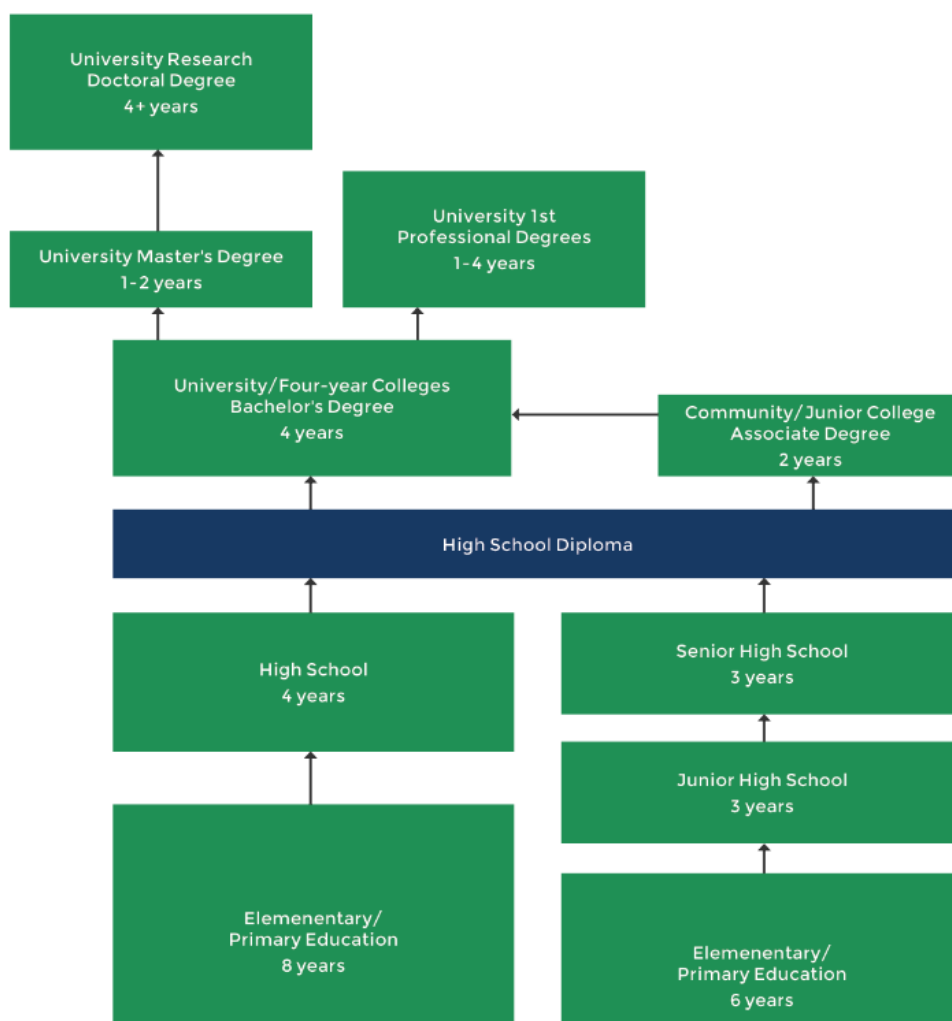 University Research
Doctoral Degree
4+ years
University 1st
Professional Degrees
1-4 years
University Master's Degree
1-2 years
University/Four-year Colleges
Bachelor's Degree
4 years
Community/Junior College
Associate Degree
2 years
High School Diploma
High School
4 years
Senior High School
3 years
Junior High School
3 years
Elemenentary/
Primary Education
8 years
Elemenentary/
Primary Education
6 years